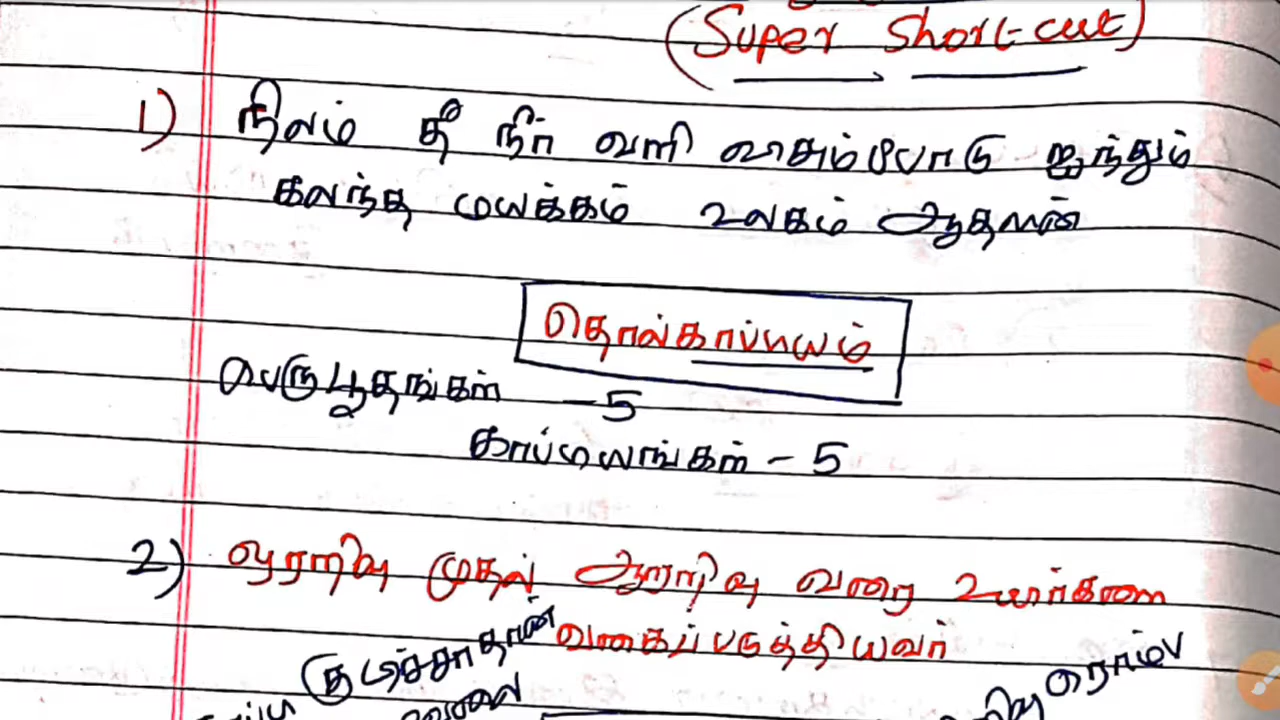 (Super Short-cut)
1) நிலம் தீ நீர் வளி விசும்போடு ஐந்தும்
கலந்த மயக்கம் உலகம் ஆதலின்
தொல்காப்பியம்
பெரும்பூதங்கள் - 5
காப்பியங்கள் - 5
2) ஓரறிவு முதல் ஆறறிவு வரை உயிர்களை
வகைப்படுத்தியவர்